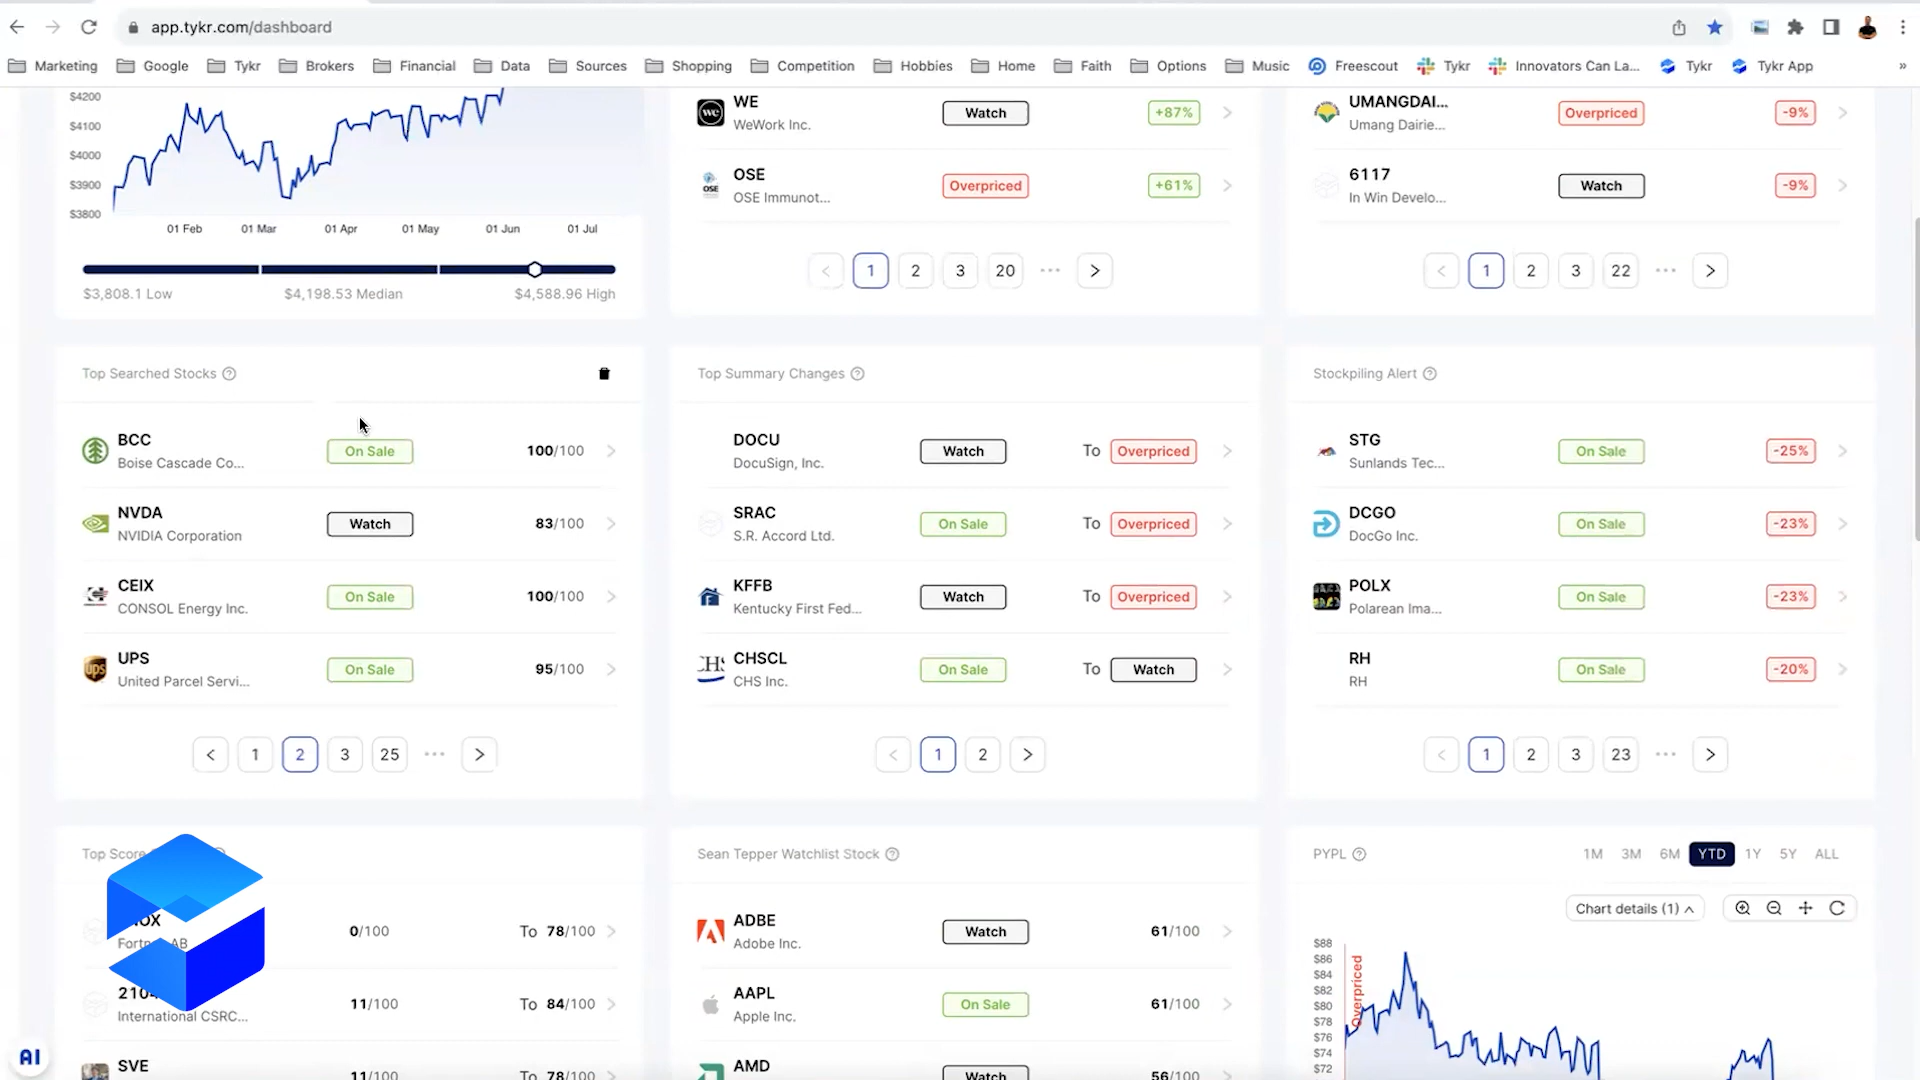 app.tykr.com/dashboard
Marketing
Google
Tykr
Brokers
Financial
Data
Sources
Shopping
Competition
Hobbies
Home
Faith
Options
Music
Freescout
Tykr
Innovators Can La...
Tykr
Tykr App
»
$4200
$4100
$4000
$3900
$3800
01 Feb 01 Mar 01 Apr 01 May 01 Jun 01 Jul
$3,808.1 Low $4,198.53 Median $4,588.96 High
WE Watch +87%
WeWork Inc.
OSE Overpriced +61%
OSE Immunot...
< 1 2 3 20 ••• >
UMANGDAI... Overpriced -9%
Umang Dairie...
6117 Watch -9%
In Win Develo...
< 1 2 3 22 ••• >
Top Searched Stocks ?
BCC On Sale 100/100
Boise Cascade Co...
NVDA Watch 83/100
NVIDIA Corporation
CEIX On Sale 100/100
CONSOL Energy Inc.
UPS On Sale 95/100
United Parcel Servi...
< 1 2 3 25 ••• >
Top Summary Changes ?
DOCU Watch To Overpriced
DocuSign, Inc.
SRAC On Sale To Overpriced
S.R. Accord Ltd.
KFFB Watch To Overpriced
Kentucky First Fed...
CHSCL On Sale To Watch
CHS Inc.
< 1 2 >
Stockpiling Alert ?
STG On Sale -25%
Sunlands Tec...
DCGO On Sale -23%
DocGo Inc.
POLX On Sale -23%
Polarean Ima...
RH On Sale -20%
RH
< 1 2 3 23 ••• >
Top Score
0/100 To 78/100
AB
11/100 To 84/100
International CSRC...
SVE 11/100 To 78/100
Sean Tepper Watchlist Stock ?
ADBE Watch 61/100
Adobe Inc.
AAPL On Sale 61/100
Apple Inc.
AMD Watch 56/100
PYPL ? 1M 3M 6M YTD 1Y 5Y ALL
Chart details (1)
$88
$86
$84
$82
$80
$78
$76
$74
$72
Overpriced
AI